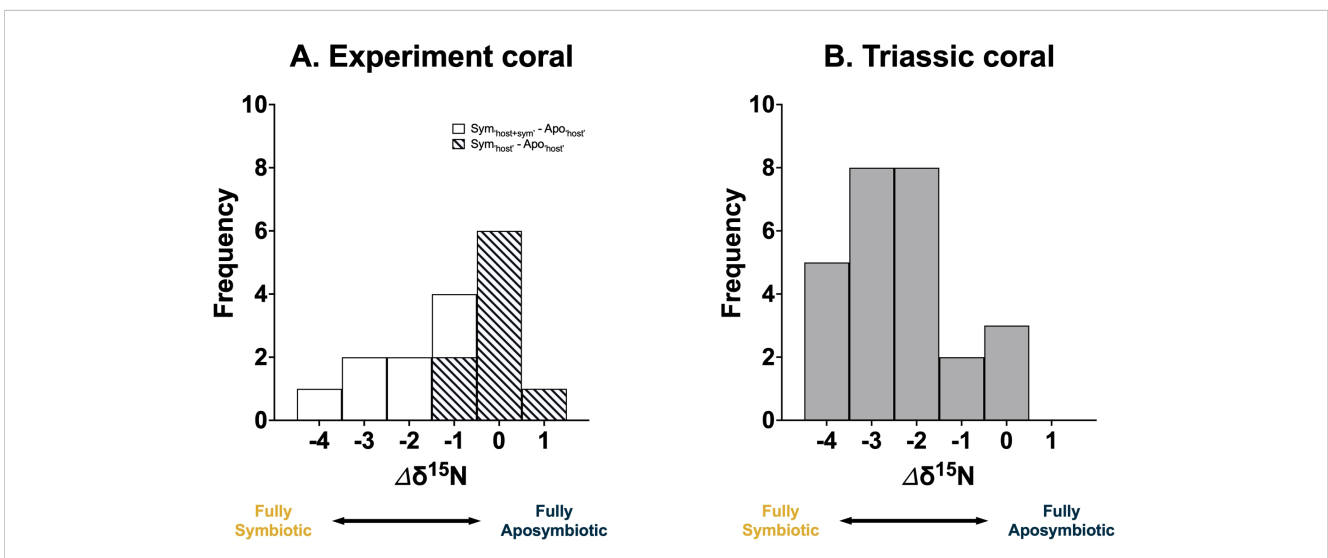 A. Experiment coral
10
8
6
4
2
0
Frequency
Sym'host+sym' - Apo'host'
Sym'host' - Apo'host'
-4 -3 -2 -1 0 1
Δδ¹⁵N
Fully
Symbiotic
Fully
Aposymbiotic
B. Triassic coral
10
8
6
4
2
0
Frequency
-4 -3 -2 -1 0 1
Δδ¹⁵N
Fully
Symbiotic
Fully
Aposymbiotic